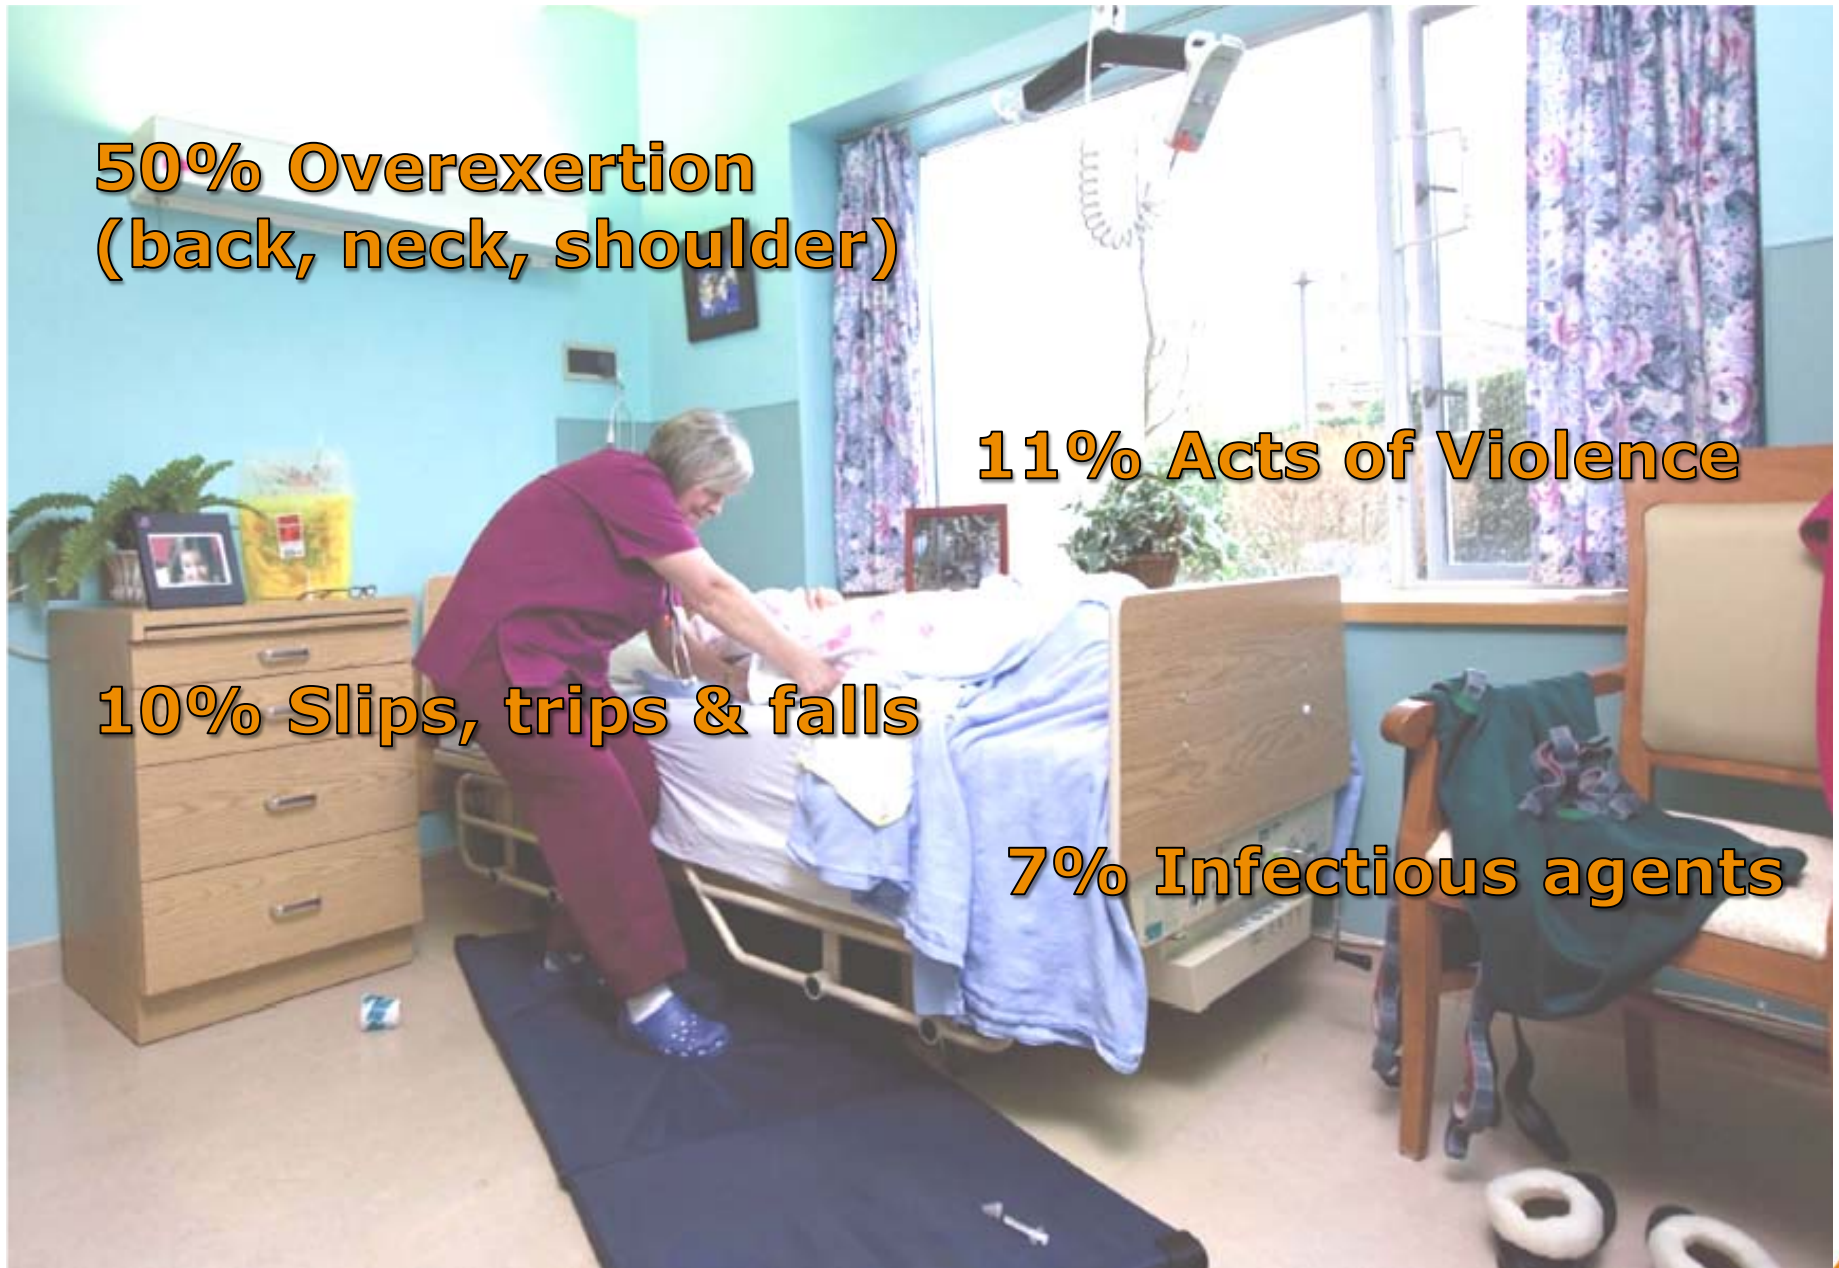 50% Overexertion
(back, neck, shoulder)
11% Acts of Violence
10% Slips, trips & falls
7% Infectious agents